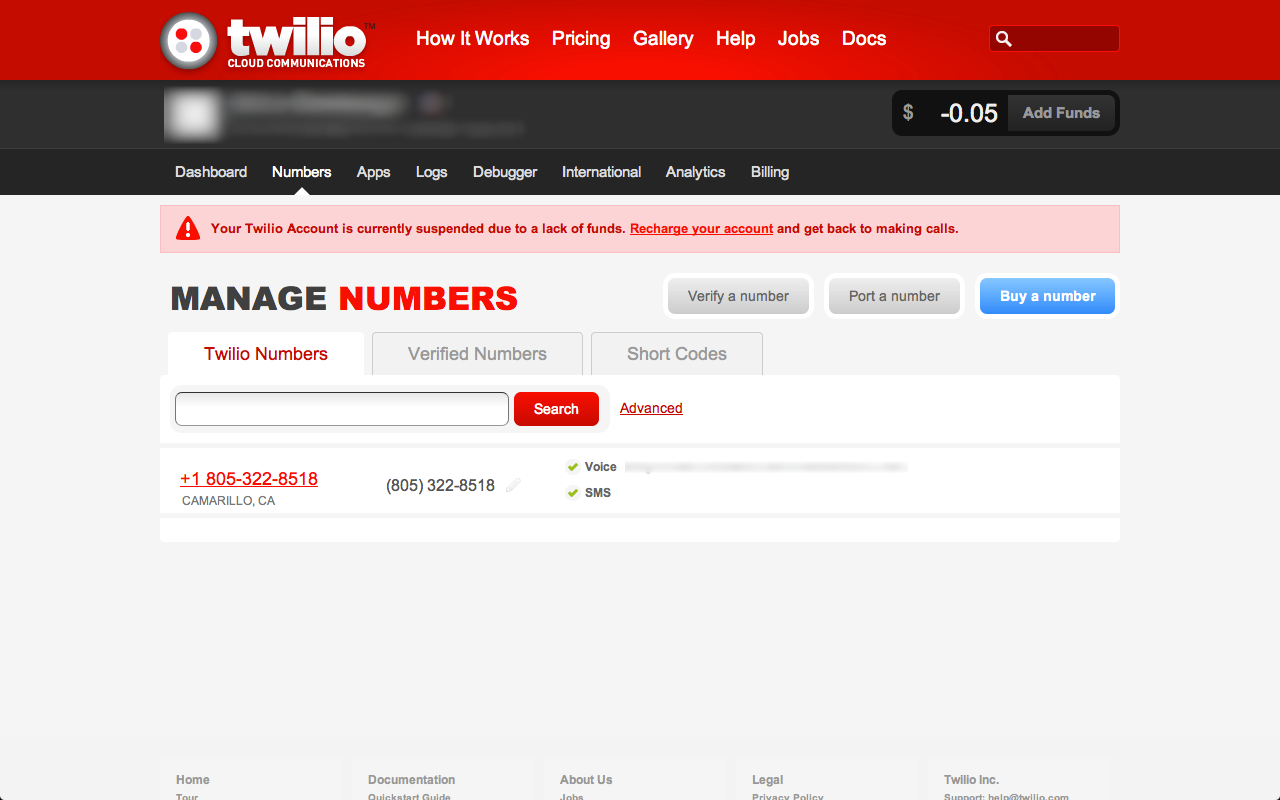 twilio™
CLOUD COMMUNICATIONS
How It Works Pricing Gallery Help Jobs Docs
$ -0.05 Add Funds
Dashboard Numbers Apps Logs Debugger International Analytics Billing
Your Twilio Account is currently suspended due to a lack of funds. Recharge your account and get back to making calls.
MANAGE NUMBERS
Verify a number Port a number Buy a number
Twilio Numbers Verified Numbers Short Codes
Search Advanced
+1 805-322-8518
CAMARILLO, CA
(805) 322-8518
Voice
SMS
Home Documentation About Us Legal Twilio Inc.
Tour Quickstart Guide Jobs Privacy Policy Support: help@twilio.com